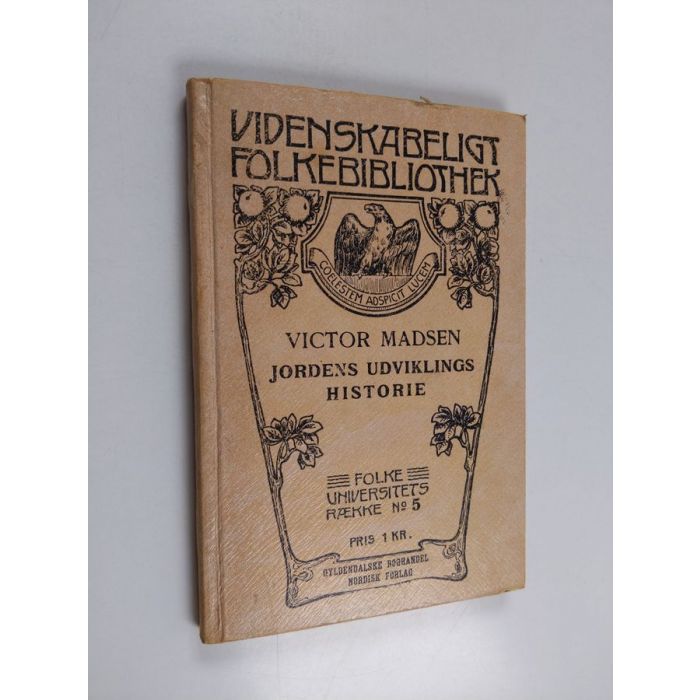 VIDENSKABELIGT
FOLKEBIBLIOTHEK
COELESTEM ADSPICIT LUCEM
VICTOR MADSEN
JORDENS UDVIKLINGS
HISTORIE
FOLKE
UNIVERSITETS
RÆKKE No 5
PRIS 1 KR.
GYLDENDALSKE BOGHANDEL
NORDISK FORLAG